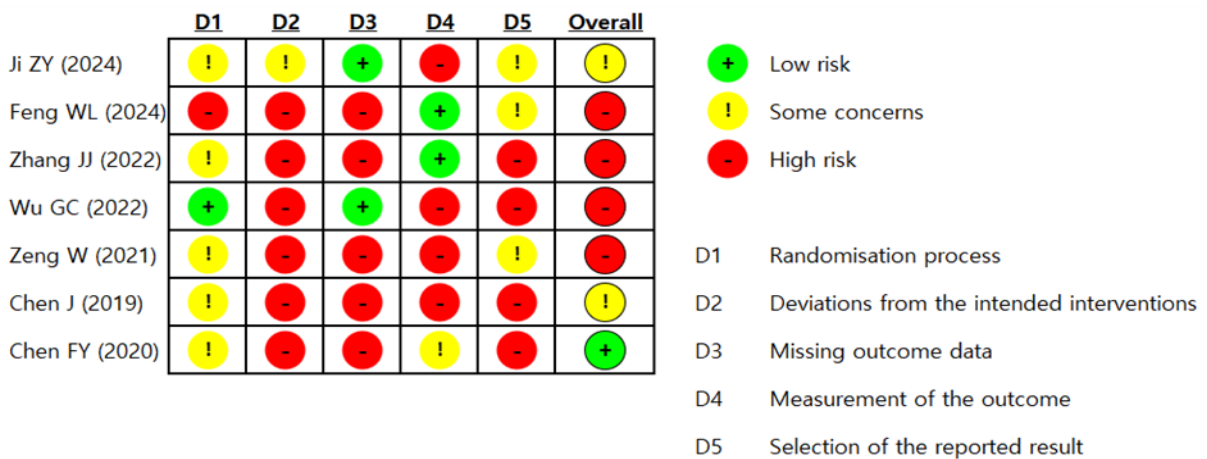 D1 D2 D3 D4 D5 Overall
Ji ZY (2024) ! ! + - ! !
Feng WL (2024) - - - + ! -
Zhang JJ (2022) ! - - + - -
Wu GC (2022) + - + - - -
Zeng W (2021) ! - - - ! -
Chen J (2019) ! - - - - !
Chen FY (2020) ! - - ! - +
+ Low risk
! Some concerns
- High risk
D1 Randomisation process
D2 Deviations from the intended interventions
D3 Missing outcome data
D4 Measurement of the outcome
D5 Selection of the reported result